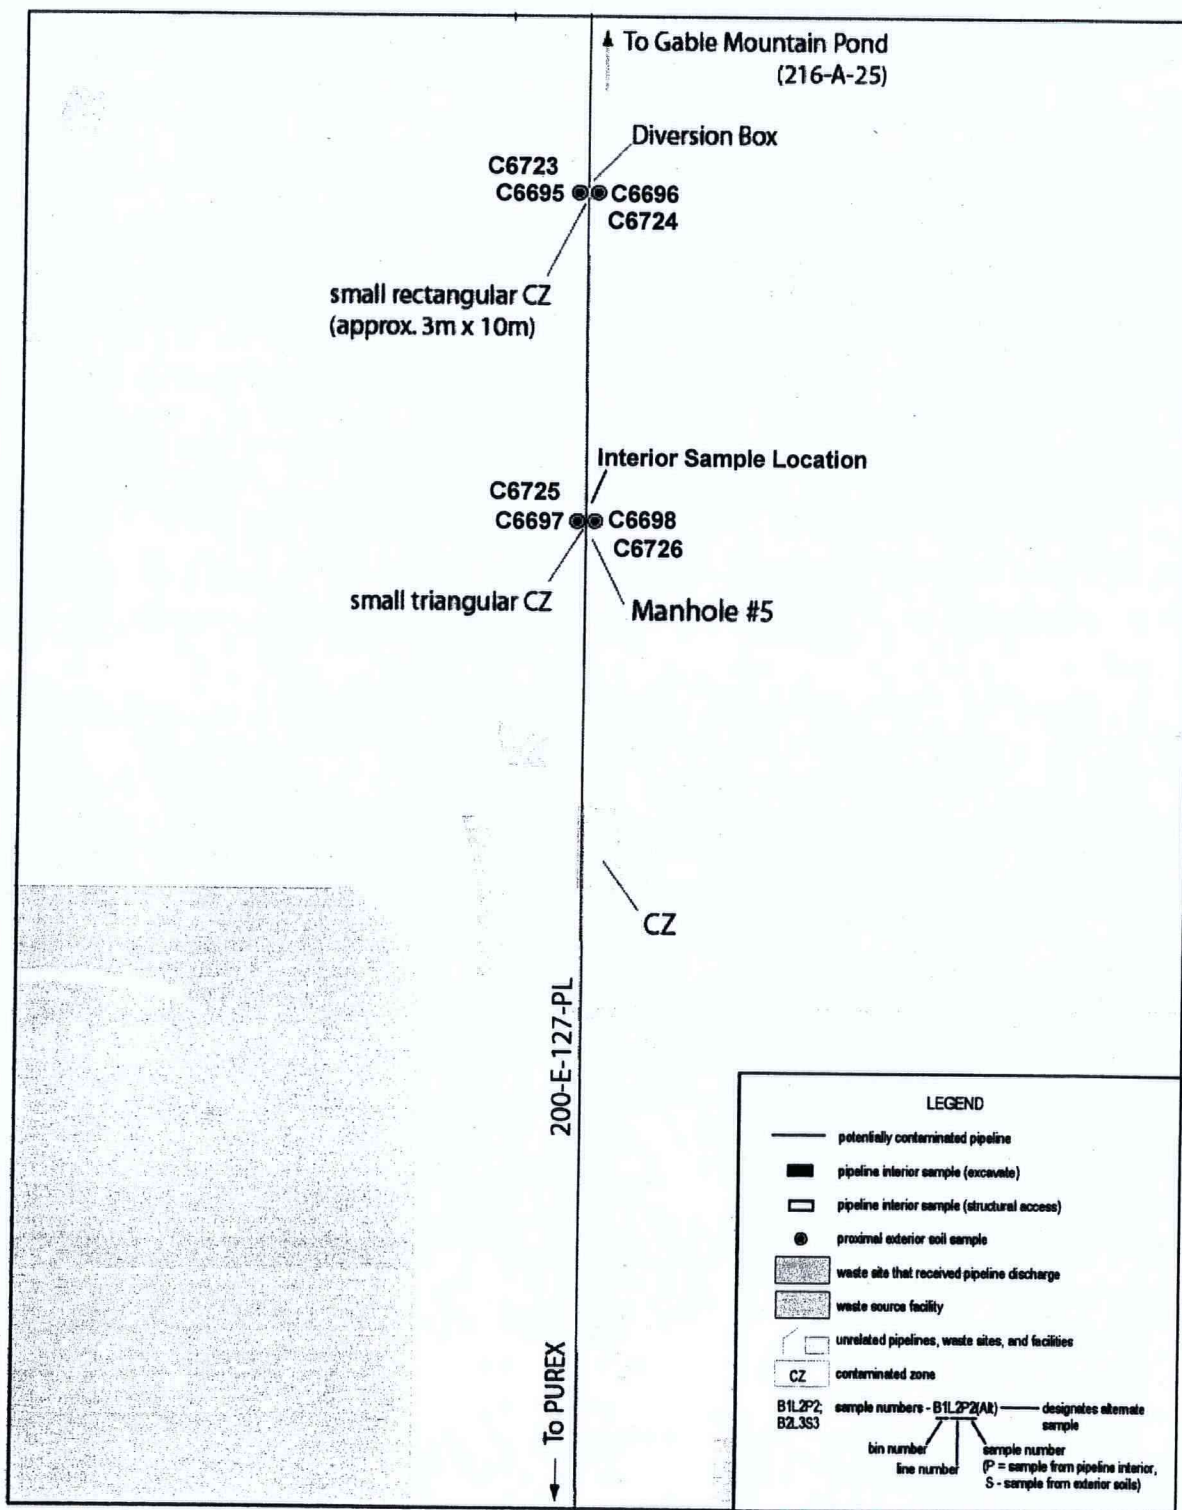 To Gable Mountain Pond
(216-A-25)
Diversion Box
C6723
C6695
C6696
C6724
small rectangular CZ
(approx. 3m x 10m)
Interior Sample Location
C6725
C6697
C6698
C6726
small triangular CZ
Manhole #5
CZ
200-E-127-PL
To PUREX
LEGEND
potentially contaminated pipeline
pipeline interior sample (excavate)
pipeline interior sample (structural access)
proximal exterior soil sample
waste site that received pipeline discharge
waste source facility
unrelated pipelines, waste sites, and facilities
CZ contaminated zone
B1L2P2; sample numbers - B1L2P2(Alt) designates alternate
B2L3S3 sample
bin number sample number
line number (P = sample from pipeline interior,
S - sample from exterior soils)